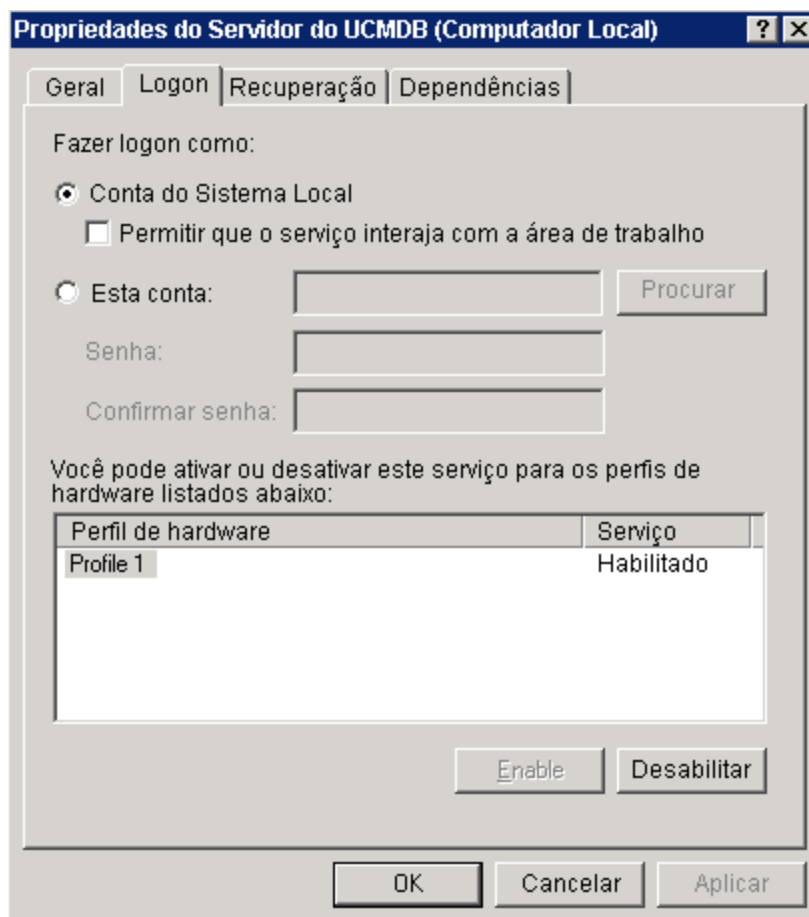 Propriedades do Servidor do UCMDB (Computador Local)
Geral Logon Recuperação Dependências
Fazer logon como:
Conta do Sistema Local
Permitir que o serviço interaja com a área de trabalho
Esta conta: Procurar
Senha:
Confirmar senha:
Você pode ativar ou desativar este serviço para os perfis de
hardware listados abaixo:
Perfil de hardware Serviço
Profile 1 Habilitado
Enable Desabilitar
OK Cancelar Aplicar